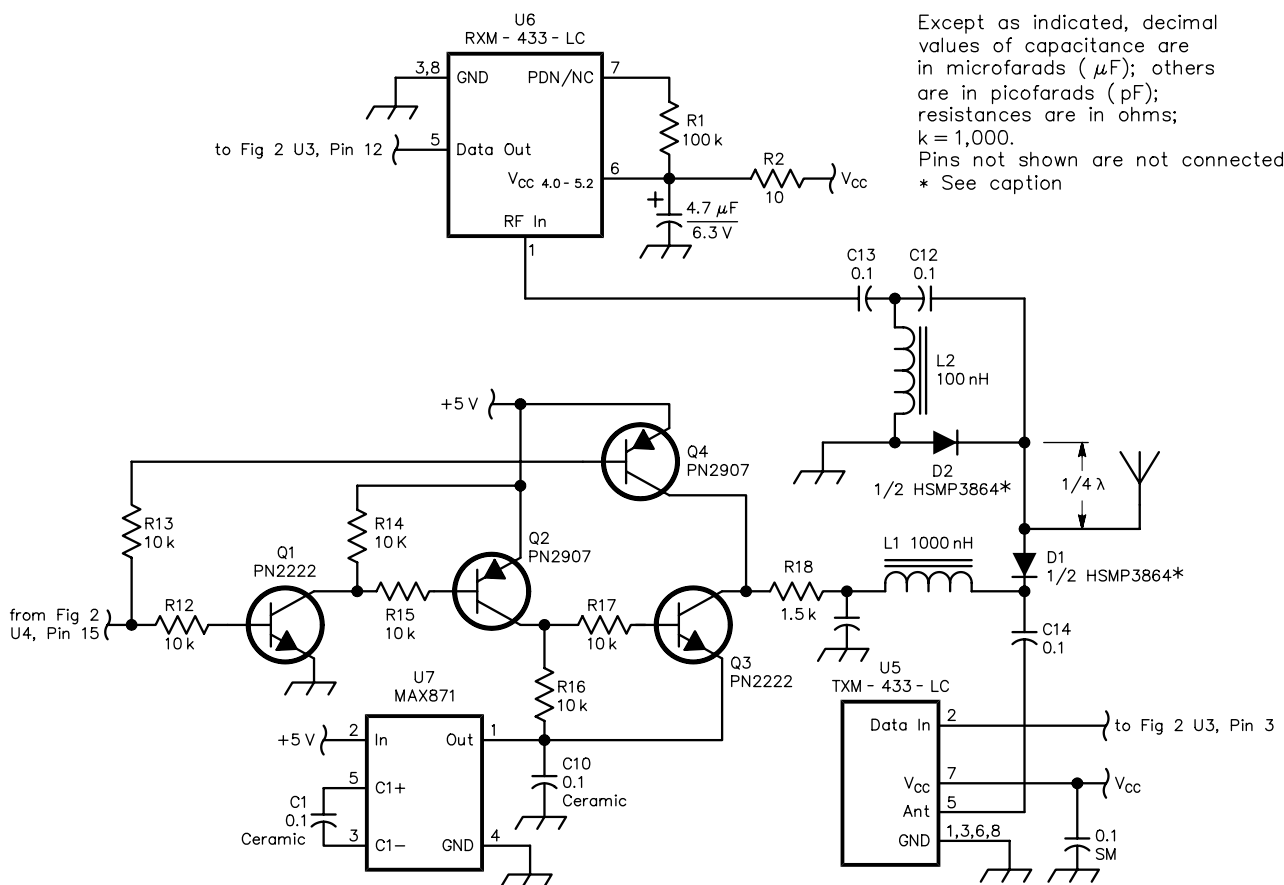 U6
RXM - 433 - LC
3,8
GND
PDN/NC
7
R1
100 k
to Fig 2 U3, Pin 12
5
Data Out
VCC 4.0 - 5.2
6
R2
10
VCC
+
4.7 µF
6.3 V
RF In
1
Except as indicated, decimal
values of capacitance are
in microfarads ( µF); others
are in picofarads ( pF);
resistances are in ohms;
k = 1,000.
Pins not shown are not connected
* See caption
C13
0.1
C12
0.1
L2
100 nH
D2
1/2 HSMP3864*
1/4 λ
+5 V
Q4
PN2907
R13
10 k
R14
10 K
Q2
PN2907
Q1
PN2222
R15
10 k
from Fig 2
U4, Pin 15
R12
10 k
R17
10 k
R16
10 k
Q3
PN2222
R18
1.5 k
L1 1000 nH
D1
1/2 HSMP3864*
C14
0.1
U7
MAX871
+5 V
2
In
Out
1
5
C1+
C1
0.1
Ceramic
3
C1-
GND
4
C10
0.1
Ceramic
U5
TXM - 433 - LC
Data In
2
to Fig 2 U3, Pin 3
VCC
7
VCC
Ant
5
GND
1,3,6,8
0.1
SM